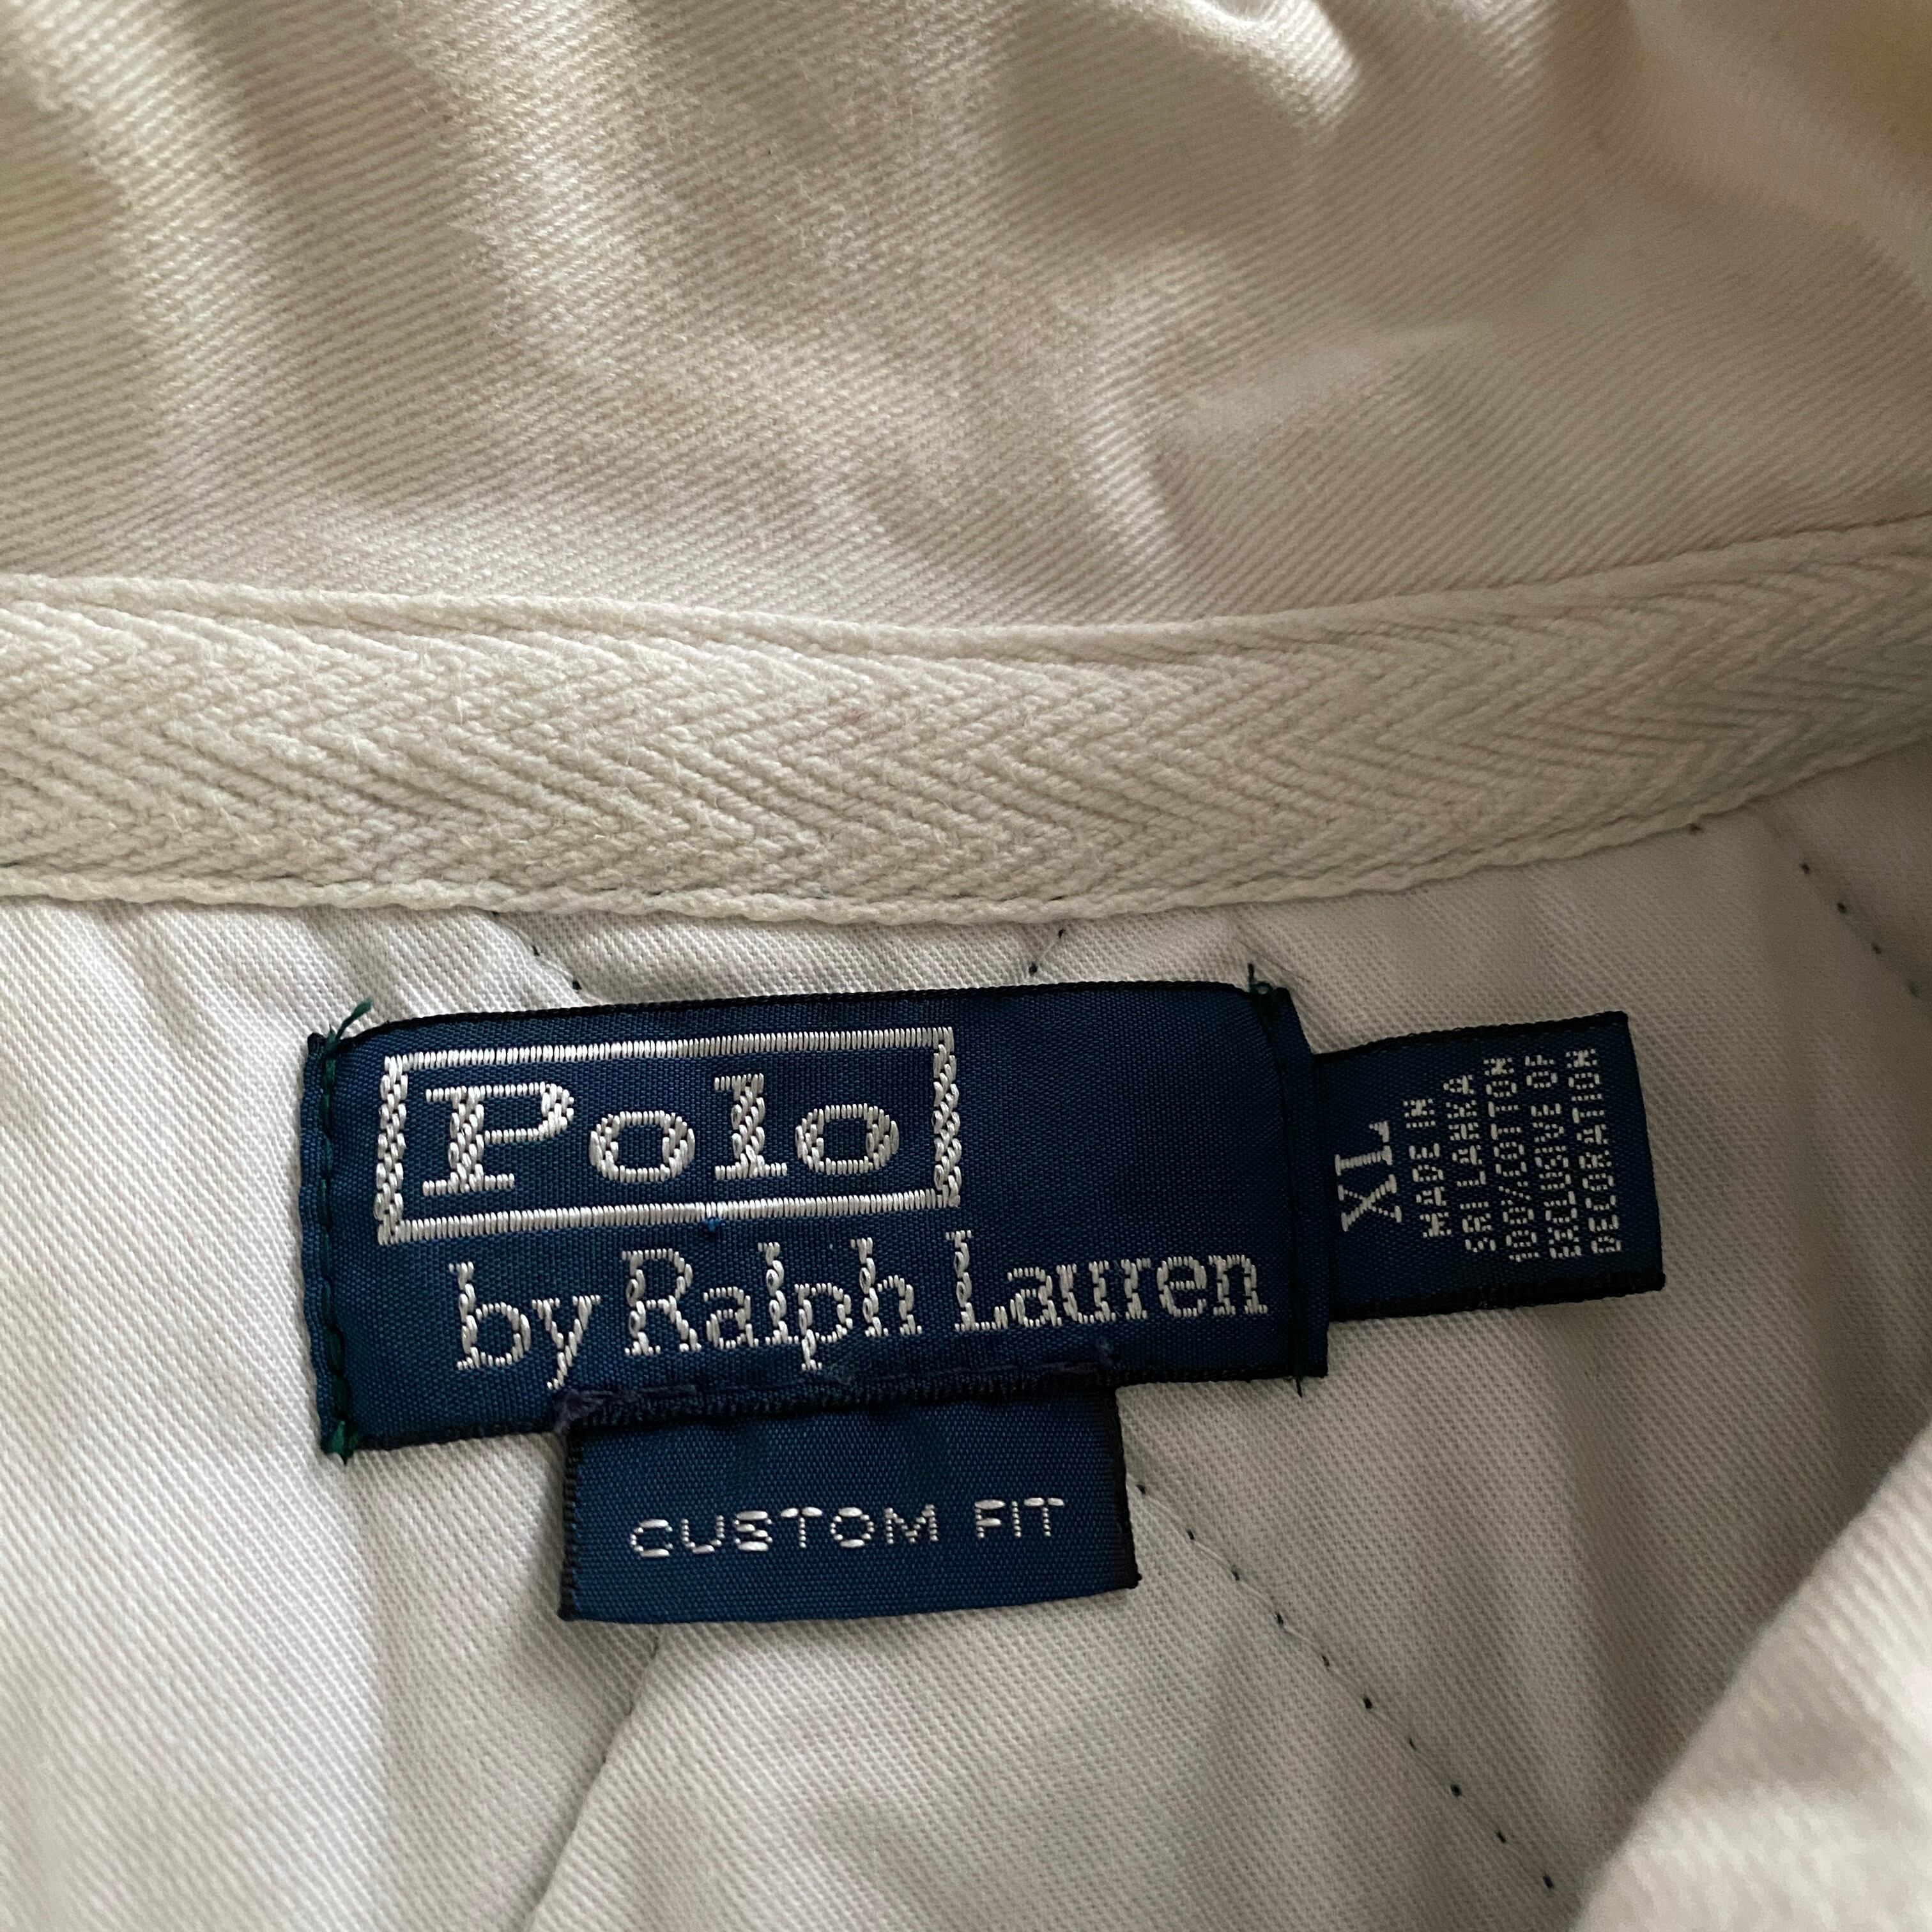 Polo
by Ralph Lauren
CUSTOM FIT
XL
MADE IN
SRI LANKA
100% COTTON
EXCLUSIVE OF
DECORATION